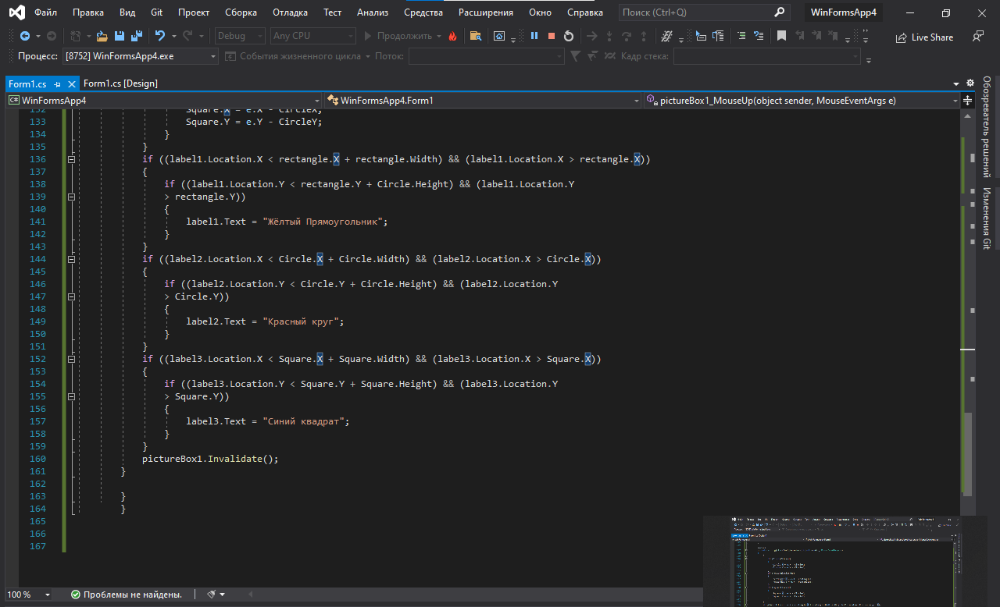 Файл Правка Вид Git Проект Сборка Отладка Тест Анализ Средства Расширения Окно Справка Поиск (Ctrl+Q) WinFormsApp4
Debug Any CPU Продолжить Live Share
Процесс: [8752] WinFormsApp4.exe События жизненного цикла Поток: Кадр стека:
Form1.cs Form1.cs [Design]
C# WinFormsApp4 WinFormsApp4.Form1 pictureBox1_MouseUp(object sender, MouseEventArgs e)
132 Square.X = e.X - CircleX;
133 Square.Y = e.Y - CircleY;
134 }
135 }
136 if ((label1.Location.X < rectangle.X + rectangle.Width) && (label1.Location.X > rectangle.X))
137 {
138 if ((label1.Location.Y < rectangle.Y + Circle.Height) && (label1.Location.Y
139 > rectangle.Y))
140 {
141 label1.Text = "Жёлтый Прямоугольник";
142 }
143 }
144 if ((label2.Location.X < Circle.X + Circle.Width) && (label2.Location.X > Circle.X))
145 {
146 if ((label2.Location.Y < Circle.Y + Circle.Height) && (label2.Location.Y
147 > Circle.Y))
148 {
149 label2.Text = "Красный круг";
150 }
151 }
152 if ((label3.Location.X < Square.X + Square.Width) && (label3.Location.X > Square.X))
153 {
154 if ((label3.Location.Y < Square.Y + Square.Height) && (label3.Location.Y
155 > Square.Y))
156 {
157 label3.Text = "Синий квадрат";
158 }
159 }
160 pictureBox1.Invalidate();
161 }
162
163 }
164 }
165
166
167
Обозреватель решений
Изменения Git
100 % Проблемы не найдены.